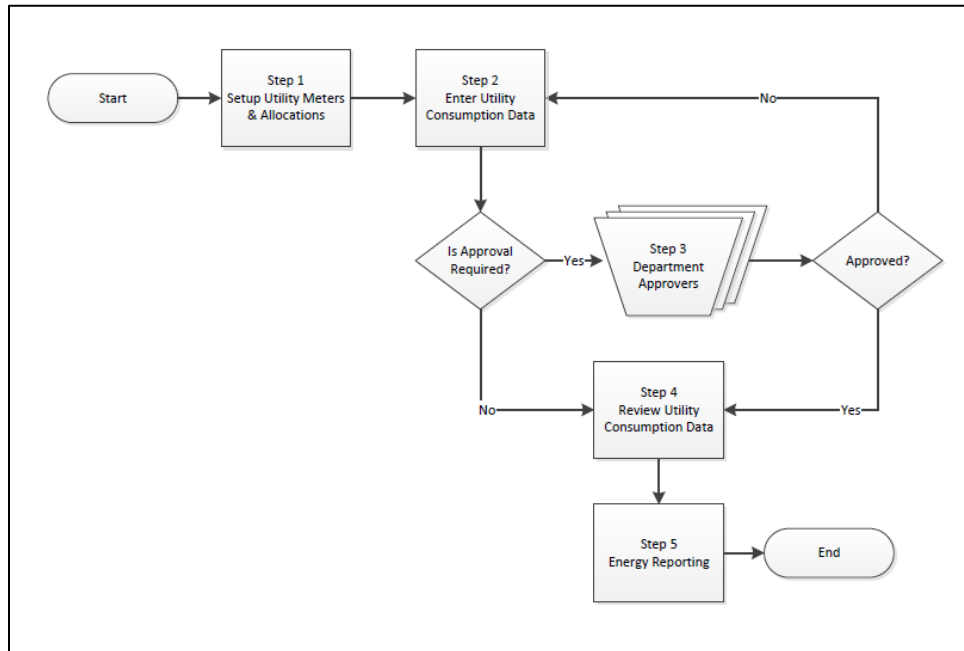 Start
Step 1
Setup Utility Meters
& Allocations
Step 2
Enter Utility
Consumption Data
No
Is Approval
Required?
Yes
Step 3
Department
Approvers
Approved?
No
Step 4
Review Utility
Consumption Data
Yes
Step 5
Energy Reporting
End